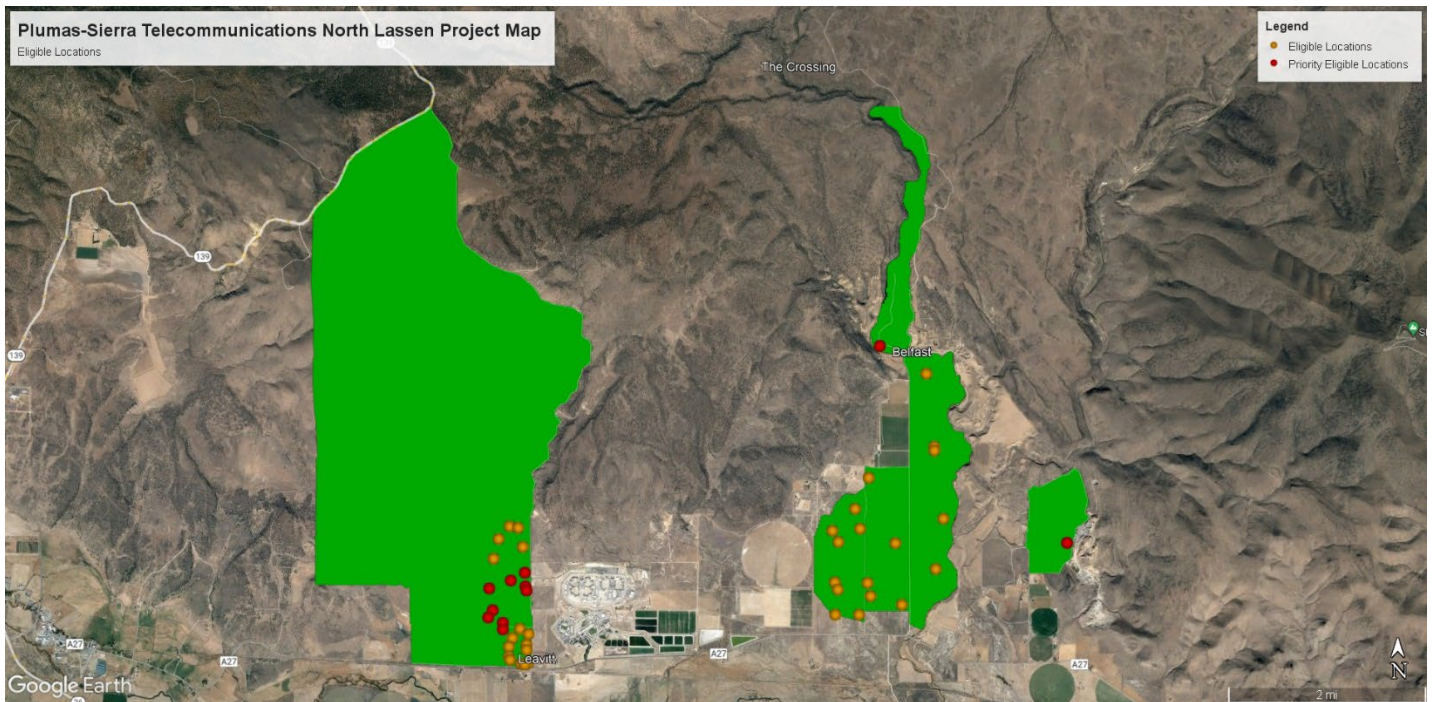 Plumas-Sierra Telecommunications North Lassen Project Map
Eligible Locations
Legend
Eligible Locations
Priority Eligible Locations
The Crossing
139
139
Belfast
A27
A27
Leavitt
A27
A27
Google Earth
N
2 mi